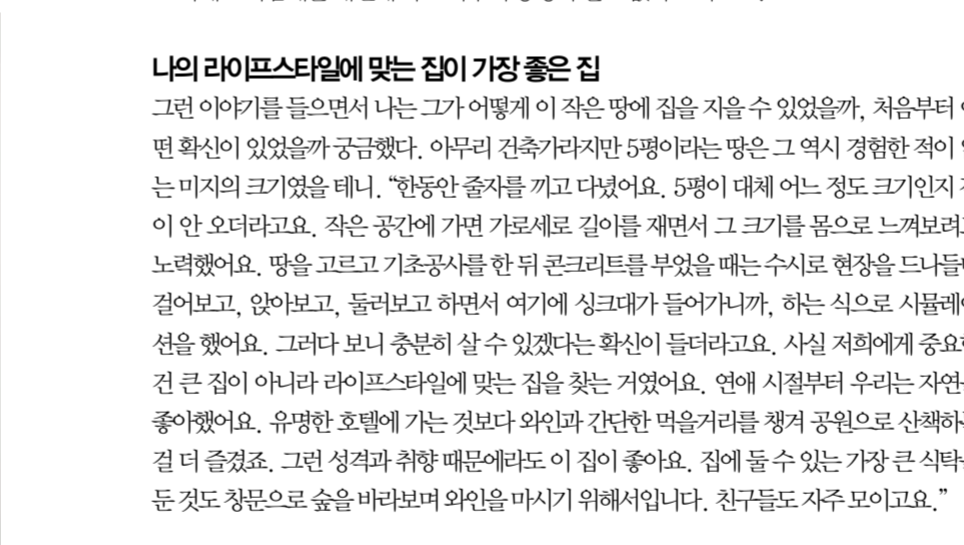 나의 라이프스타일에 맞는 집이 가장 좋은 집
그런 이야기를 들으면서 나는 그가 어떻게 이 작은 땅에 집을 지을 수 있었을까, 처음부터
떤 확신이 있었을까 궁금했다. 아무리 건축가라지만 5평이라는 땅은 그 역시 경험한 적이
는 미지의 크기였을 테니. “한동안 줄자를 끼고 다녔어요. 5평이 대체 어느 정도 크기인지
이 안 오더라고요. 작은 공간에 가면 가로세로 길이를 재면서 그 크기를 몸으로 느껴보려고
노력했어요. 땅을 고르고 기초공사를 한 뒤 콘크리트를 부었을 때는 수시로 현장을 드나들며
걸어보고, 앉아보고, 둘러보고 하면서 여기에 싱크대가 들어가니까, 하는 식으로 시뮬레이
션을 했어요. 그러다 보니 충분히 살 수 있겠다는 확신이 들더라고요. 사실 저희에게 중요한
건 큰 집이 아니라 라이프스타일에 맞는 집을 찾는 거였어요. 연애 시절부터 우리는 자연을
좋아했어요. 유명한 호텔에 가는 것보다 와인과 간단한 먹을거리를 챙겨 공원으로 산책하는
걸 더 즐겼죠. 그런 성격과 취향 때문에라도 이 집이 좋아요. 집에 둘 수 있는 가장 큰 식탁을
둔 것도 창문으로 숲을 바라보며 와인을 마시기 위해서입니다. 친구들도 자주 모이고요.”